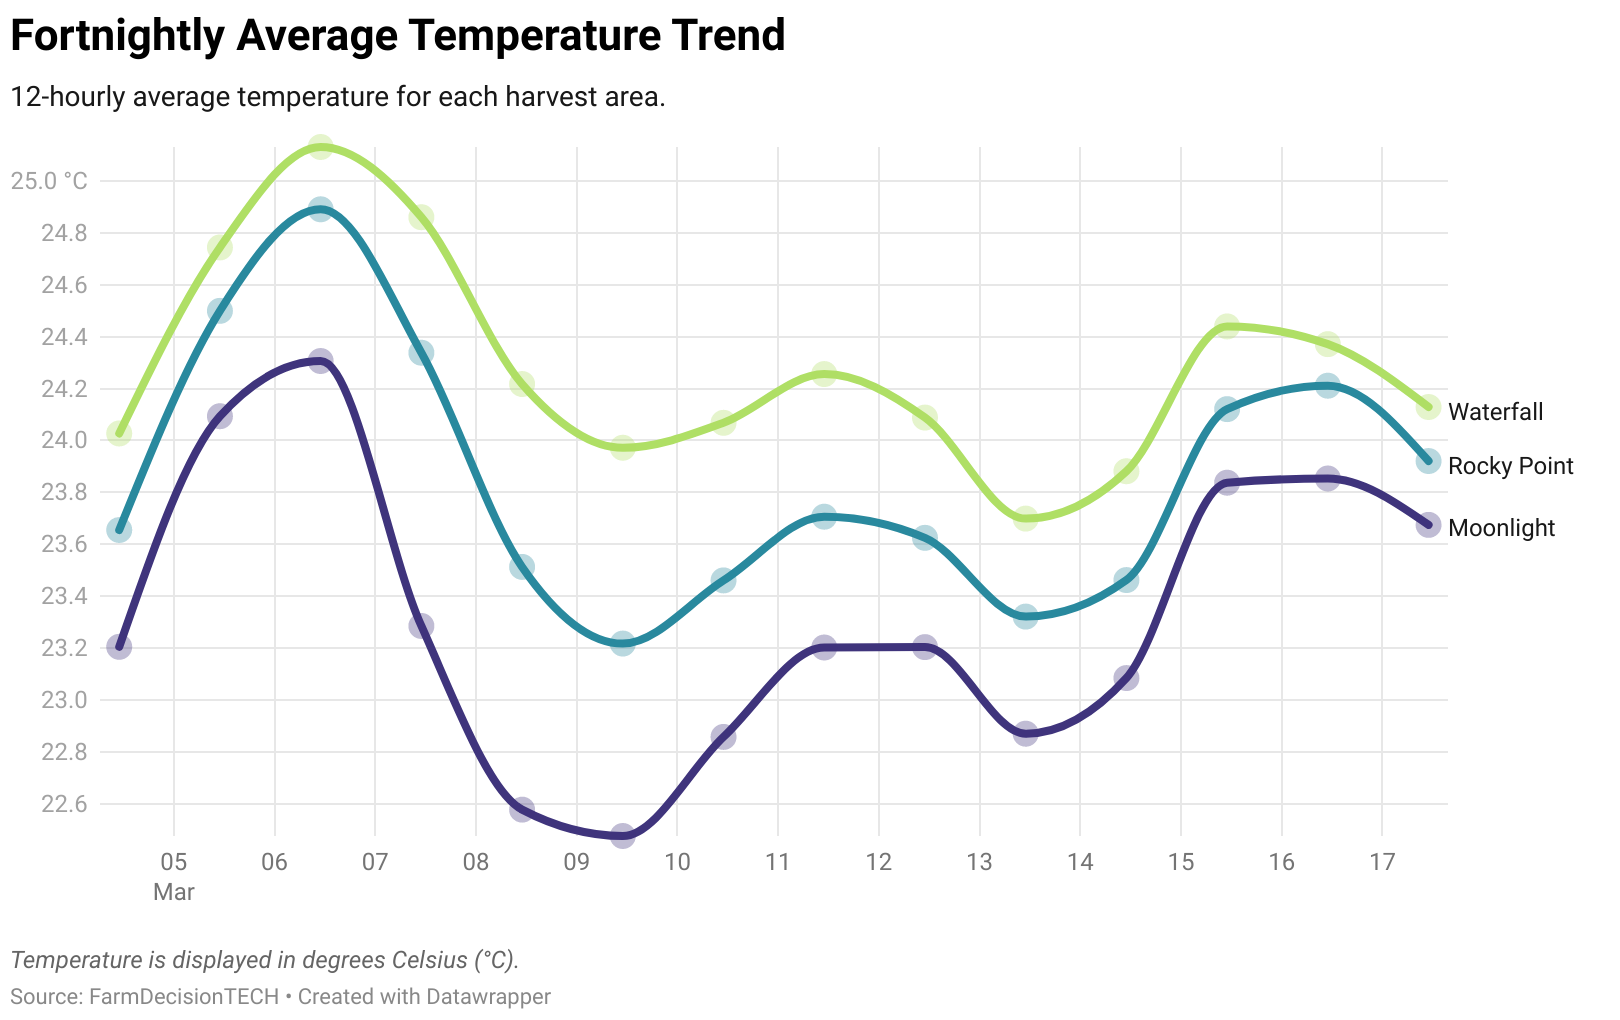 Fortnightly Average Temperature Trend
12-hourly average temperature for each harvest area.
25.0 °C
24.8
24.6
24.4
24.2
24.0
23.8
23.6
23.4
23.2
23.0
22.8
22.6
Waterfall
Rocky Point
Moonlight
05 06 07 08 09 10 11 12 13 14 15 16 17
Mar
Temperature is displayed in degrees Celsius (°C).
Source: FarmDecisionTECH • Created with Datawrapper